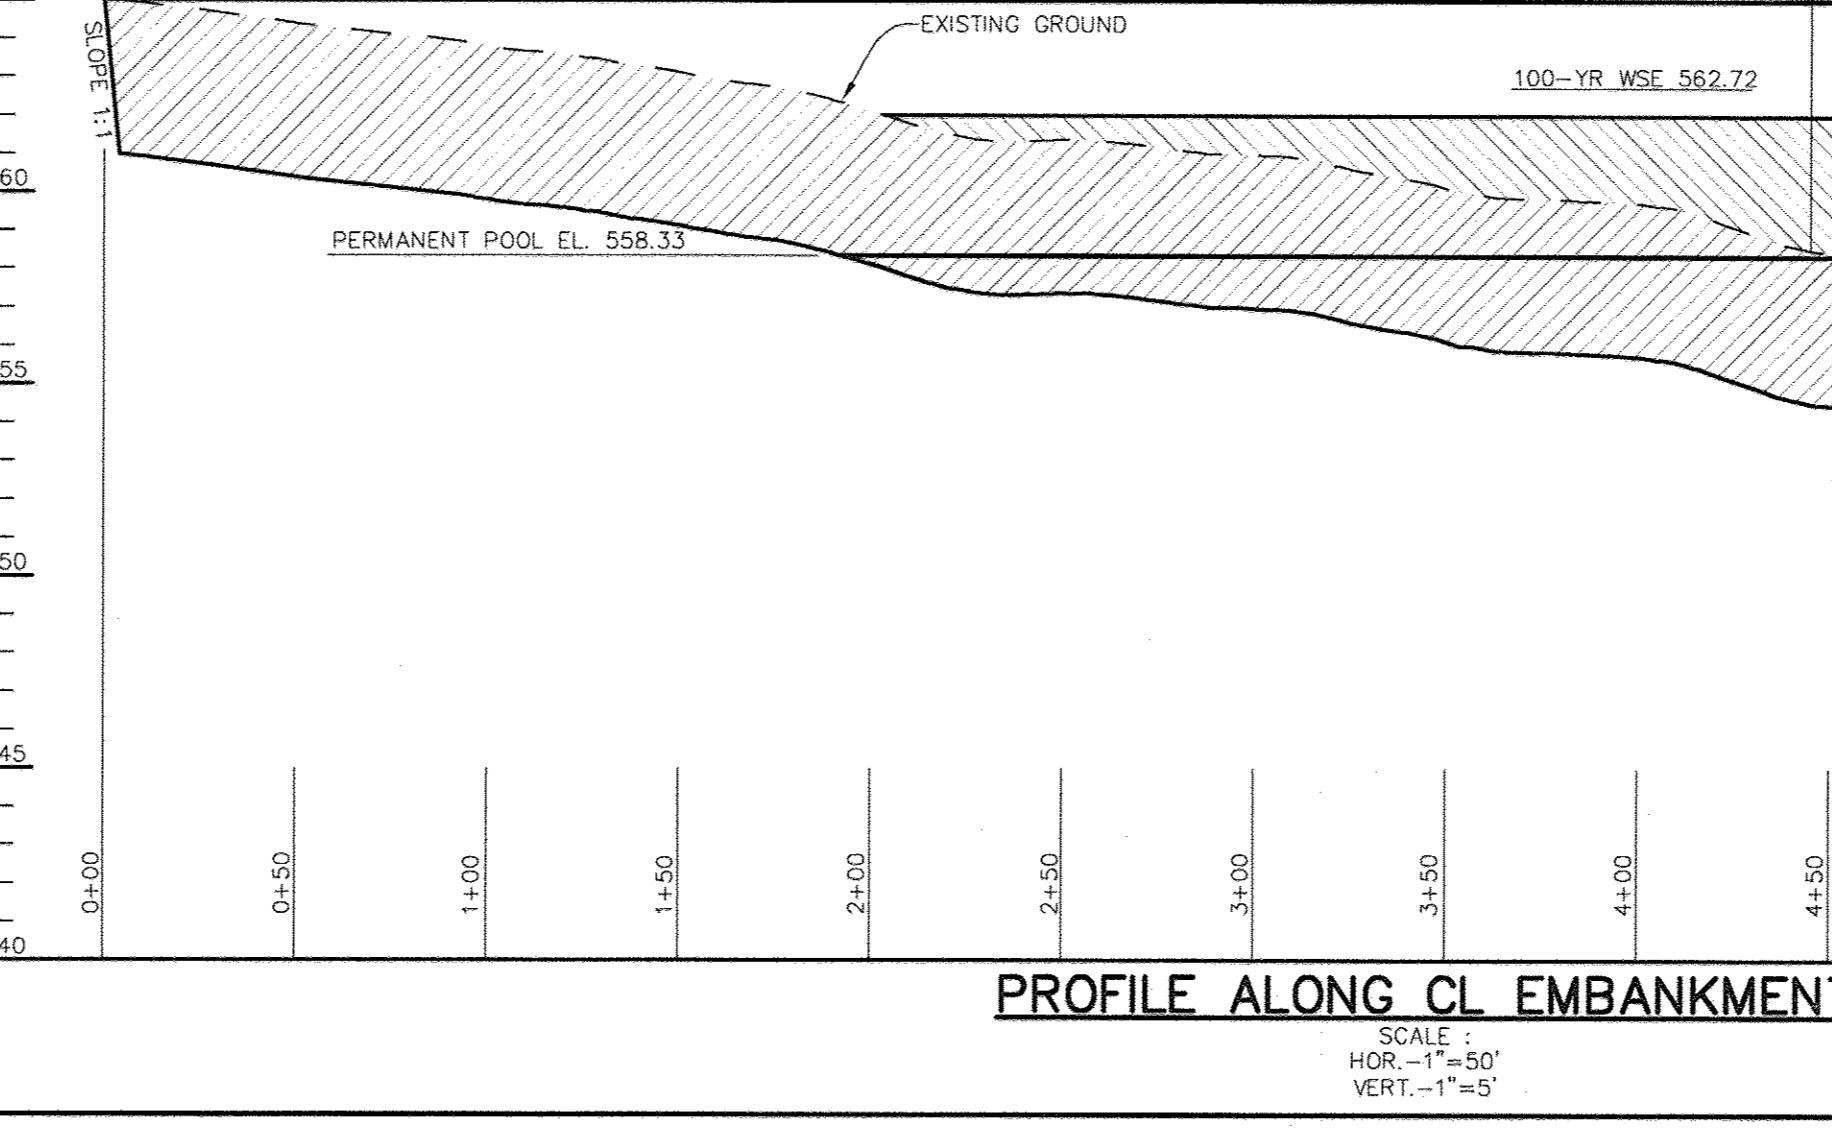 EXISTING GROUND
SLOPE 1:1
100-YR WSE 562.72
60
PERMANENT POOL EL. 558.33
55
50
45
0+00
0+50
1+00
1+50
2+00
2+50
3+00
3+50
4+00
4+50
40
PROFILE ALONG CL EMBANKMENT
SCALE :
HOR.-1"=50'
VERT.-1"=5'